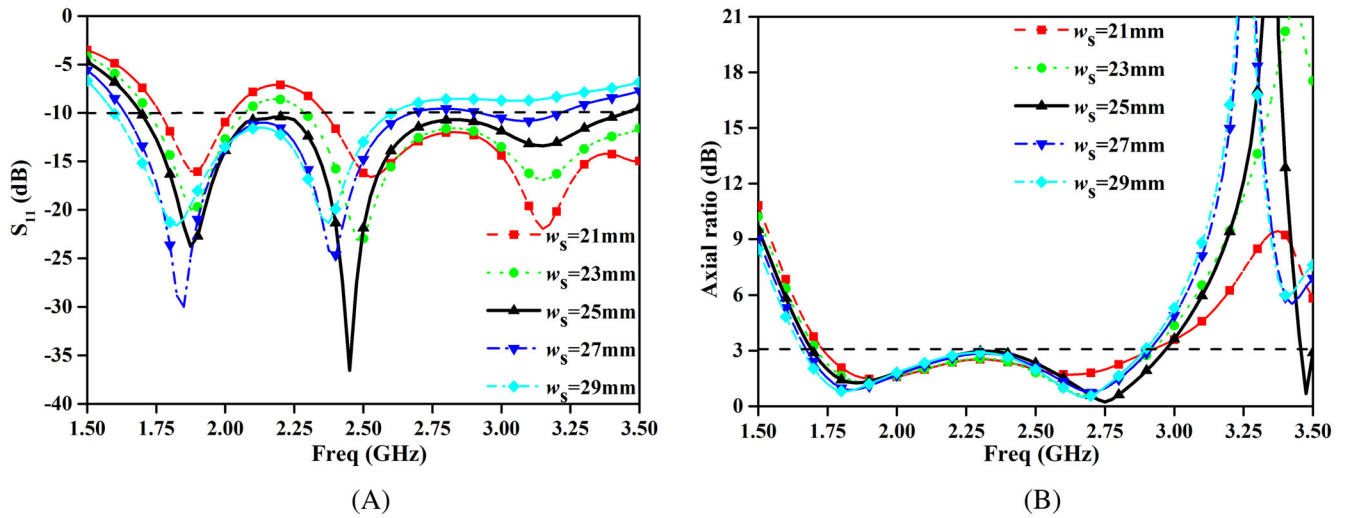 0
-5
-10
-15
-20
-25
-30
-35
-40
S11 (dB)
1.50 1.75 2.00 2.25 2.50 2.75 3.00 3.25 3.50
Freq (GHz)
ws=21mm
ws=23mm
ws=25mm
ws=27mm
ws=29mm
(A)
21
18
15
12
9
6
3
0
Axial ratio (dB)
1.50 1.75 2.00 2.25 2.50 2.75 3.00 3.25 3.50
Freq (GHz)
ws=21mm
ws=23mm
ws=25mm
ws=27mm
ws=29mm
(B)